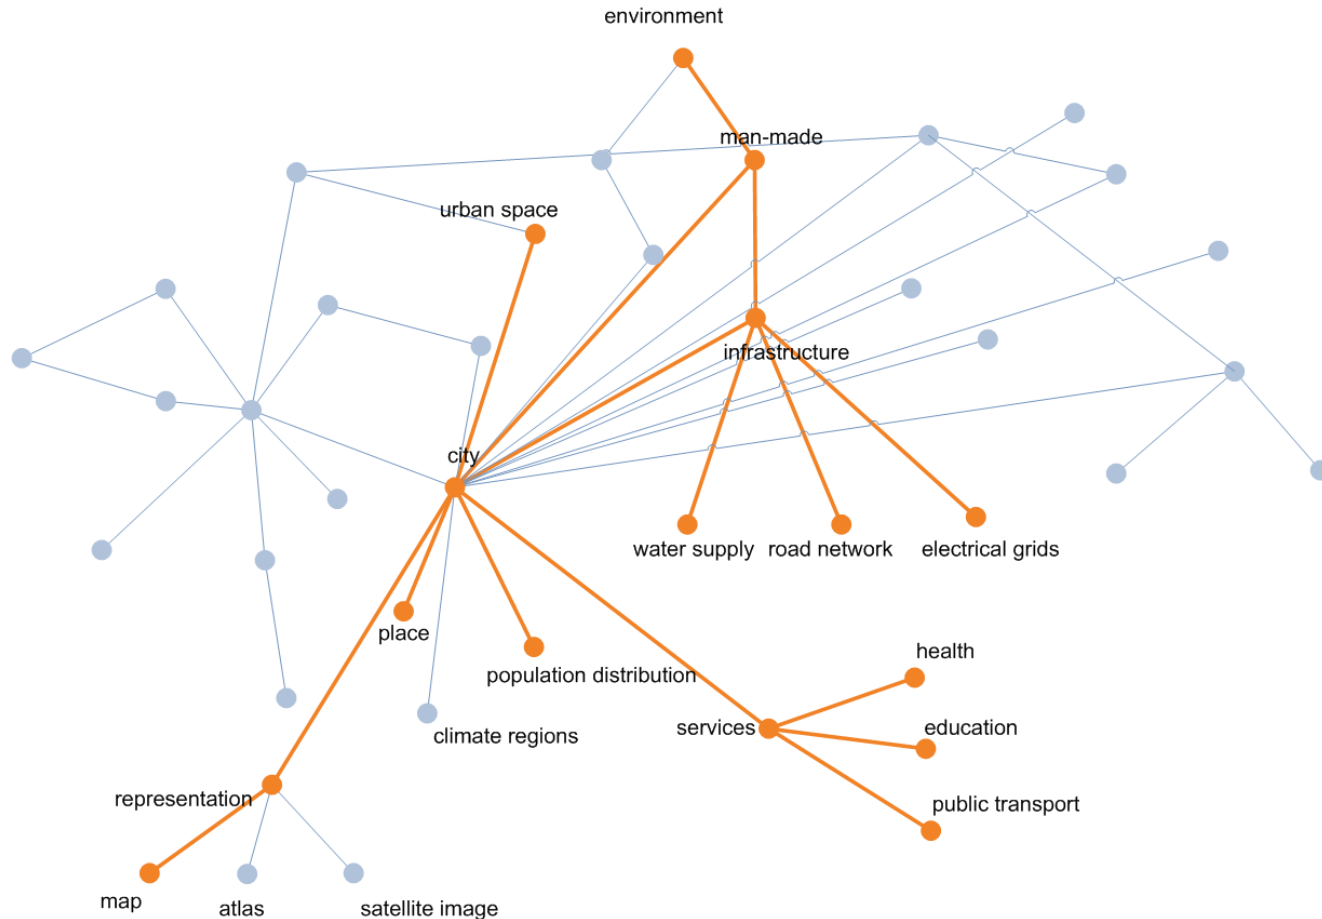 environment
man-made
urban space
infrastructure
city
water supply
road network
electrical grids
place
population distribution
health
services
education
climate regions
representation
public transport
map
atlas
satellite image